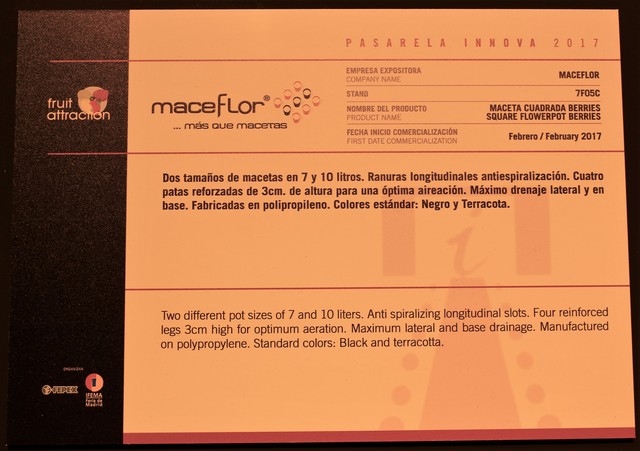 PASARELA INNOVA 2017
fruit
attraction
maceflor®
... más que macetas
EMPRESA EXPOSITORA
COMPANY NAME
MACEFLOR
STAND
7F05C
NOMBRE DEL PRODUCTO
PRODUCT NAME
MACETA CUADRADA BERRIES
SQUARE FLOWERPOT BERRIES
FECHA INICIO COMERCIALIZACIÓN
FIRST DATE COMMERCIALIZATION
Febrero / February 2017
Dos tamaños de macetas en 7 y 10 litros. Ranuras longitudinales antiespiralización. Cuatro
patas reforzadas de 3cm. de altura para una óptima aireación. Máximo drenaje lateral y en
base. Fabricadas en polipropileno. Colores estándar: Negro y Terracota.
Two different pot sizes of 7 and 10 liters. Anti spiralizing longitudinal slots. Four reinforced
legs 3cm high for optimum aeration. Maximum lateral and base drainage. Manufactured
on polypropylene. Standard colors: Black and terracotta.
FEPEX
IFEMA
Feria de
Madrid